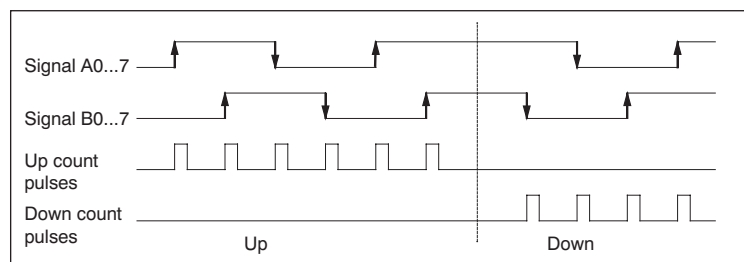 Signal A0...7
Signal B0...7
Up count
pulses
Down count
pulses
Up
Down